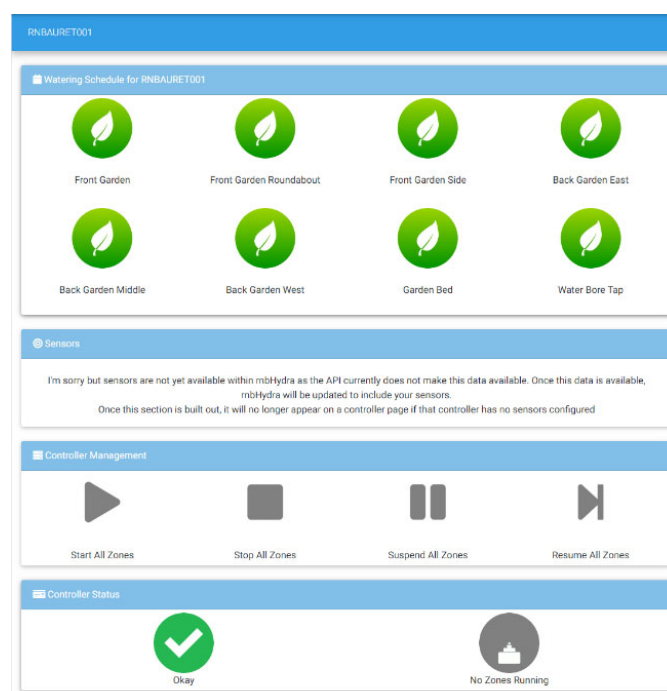 RNBAURET001
Watering Schedule for RNBAURET001
Front Garden
Front Garden Roundabout
Front Garden Side
Back Garden East
Back Garden Middle
Back Garden West
Garden Bed
Water Bore Tap
Sensors
I'm sorry but sensors are not yet available within mbHydra as the API currently does not make this data available. Once this data is available,
mbHydra will be updated to include your sensors.
Once this section is built out, it will no longer appear on a controller page if that controller has no sensors configured
Controller Management
Start All Zones
Stop All Zones
Suspend All Zones
Resume All Zones
Controller Status
Okay
No Zones Running